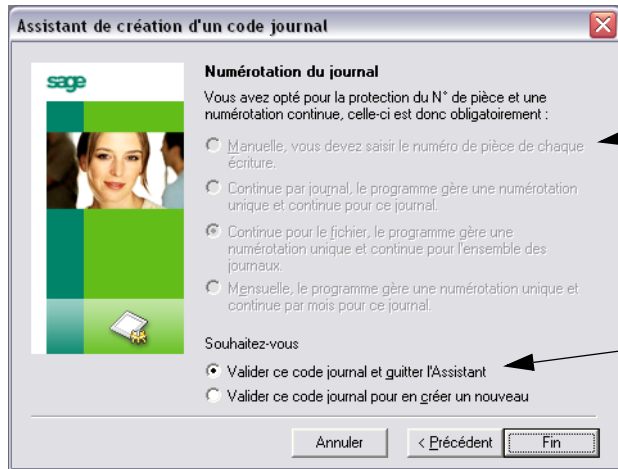 Assistant de création d'un code journal
sage
Numérotation du journal
Vous avez opté pour la protection du N° de pièce et une
numérotation continue, celle-ci est donc obligatoirement :
Manuelle, vous devez saisir le numéro de pièce de chaque
écriture.
Continue par journal, le programme gère une numérotation
unique et continue pour ce journal.
Continue pour le fichier, le programme gère une
numérotation unique et continue pour l'ensemble des
journaux.
Mensuelle, le programme gère une numérotation unique et
continue par mois pour ce journal.
Souhaitez-vous
Valider ce code journal et quitter l'Assistant
Valider ce code journal pour en créer un nouveau
Annuler
< Précédent
Fin